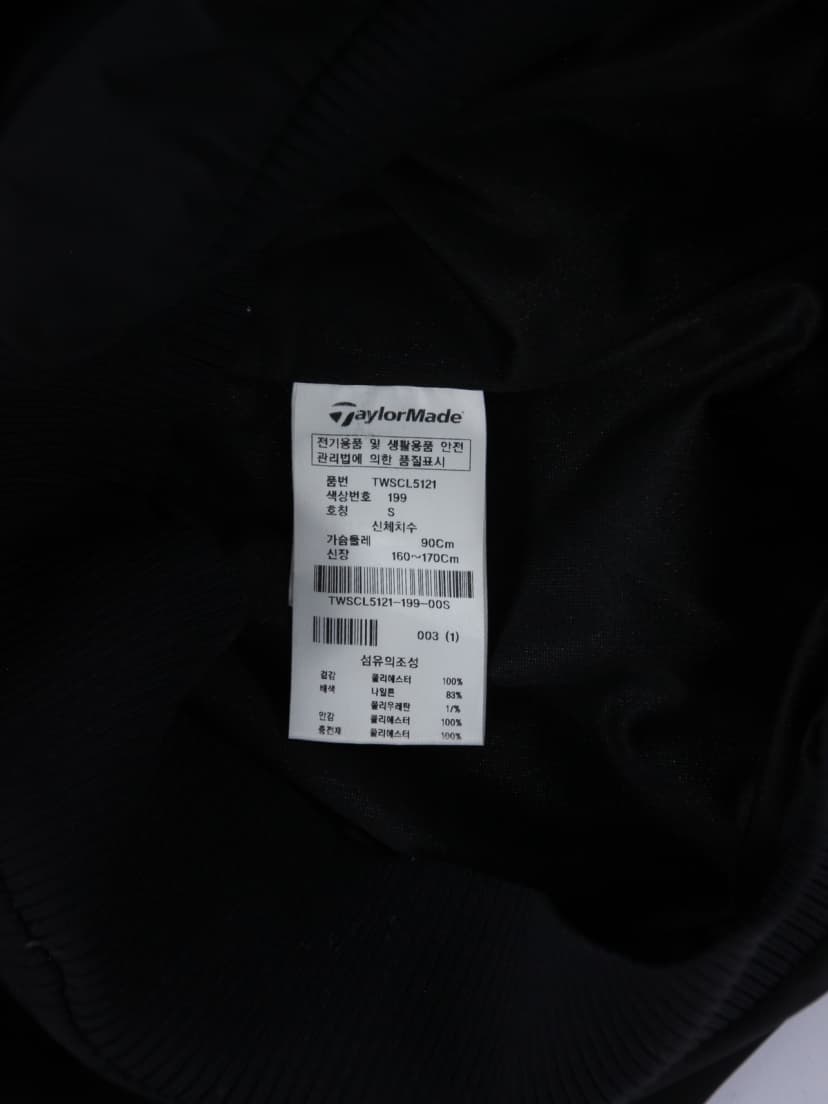 TaylorMade
전기용품 및 생활용품 안전
관리법에 의한 품질표시
품번 TWSCL5121
색상번호 199
호칭 S
신체치수
가슴둘레 90Cm
신장 160~170Cm
TWSCL5121-199-00S
003 (1)
섬유의조성
겉감 폴리에스터 100%
배색 나일론 83%
폴리우레탄 17%
안감 폴리에스터 100%
충전재 폴리에스터 100%